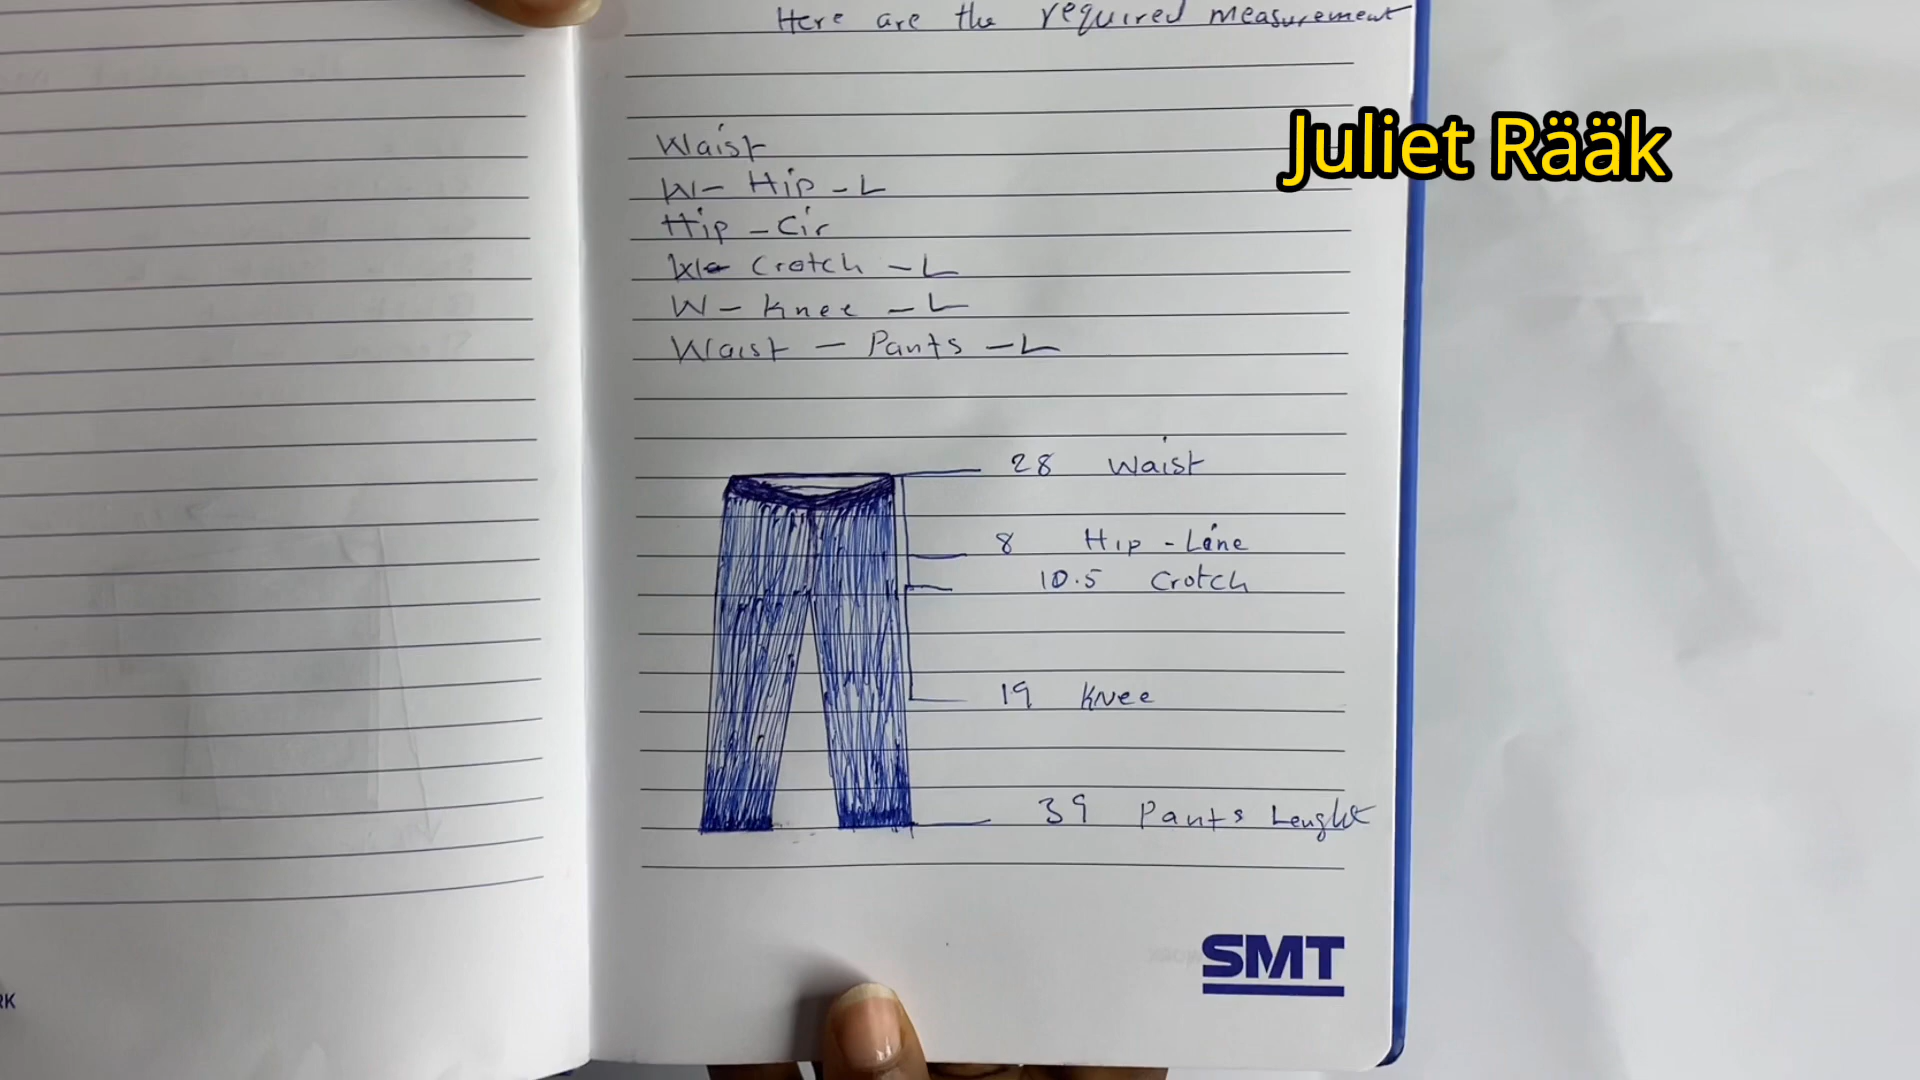 Here are the required measurement
Juliet Rääk
Waist
W - Hip - L
Hip - Cir
W - Crotch - L
W - Knee - L
Waist - Pants - L
28 Waist
8 Hip - Line
10.5 Crotch
19 Knee
39 Pants Lenght
SMT
RK